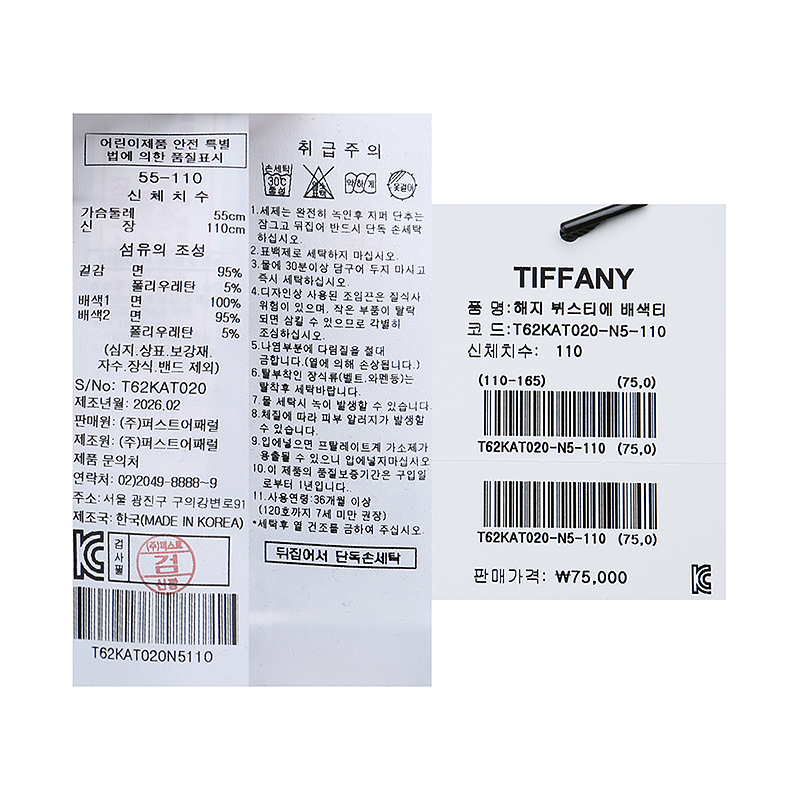 어린이제품 안전 특별
법에 의한 품질표시
55-110
신 체 치 수
가슴둘레 55cm
신 장 110cm
섬유의 조성
겉감 면 95%
폴리우레탄 5%
배색1 면 100%
배색2 면 95%
폴리우레탄 5%
(심지.상표.보강재.
자수.장식.밴드 제외)
S/No: T62KAT020
제조년월: 2026.02
판매원: (주)퍼스트어패럴
제조원: (주)퍼스트어패럴
제품 문의처
연락처: 02)2049-8888~9
주소: 서울 광진구 구의강변로91
제조국: 한국(MADE IN KOREA)
검사필
(주)퍼스트
검
T62KAT020N5110
취 급 주 의
손세탁
30℃
중성
염소
표백
약하게
옷걸이
1.세제는 완전히 녹인후 지퍼 단추는
잠그고 뒤집어 반드시 단독 손세탁
하십시오.
2.표백제로 세탁하지 마십시오.
3.물에 30분이상 담구어 두지 마시고
즉시 세탁하십시오.
4.디자인상 사용된 조임끈은 질식사
위험이 있으며, 작은 부품이 탈락
되면 삼킬 수 있으므로 각별히
조심하십시오.
5.나염부분에 다림질을 절대
금합니다.(열에 의해 손상됩니다.)
6.탈부착인 장식류(벨트,와펜등)는
탈착후 세탁바랍니다.
7.물 세탁시 녹이 발생할 수 있습니다.
8.체질에 따라 피부 알러지가 발생할
수 있습니다.
9.입에넣으면 프탈레이트계 가소제가
용출될 수 있으니 입에넣지마십시오
10.이 제품의 품질보증기간은 구입일
로부터 1년입니다.
11.사용연령:36개월 이상
(120호까지 7세 미만 권장)
*세탁후 열 건조를 금하여 주십시오.
뒤집어서 단독손세탁
TIFFANY
품 명:해지 뷔스티에 배색티
코 드:T62KAT020-N5-110
신체치수: 110
(110-165) (75,0)
T62KAT020-N5-110 (75,0)
T62KAT020-N5-110 (75,0)
판매가격: ₩75,000